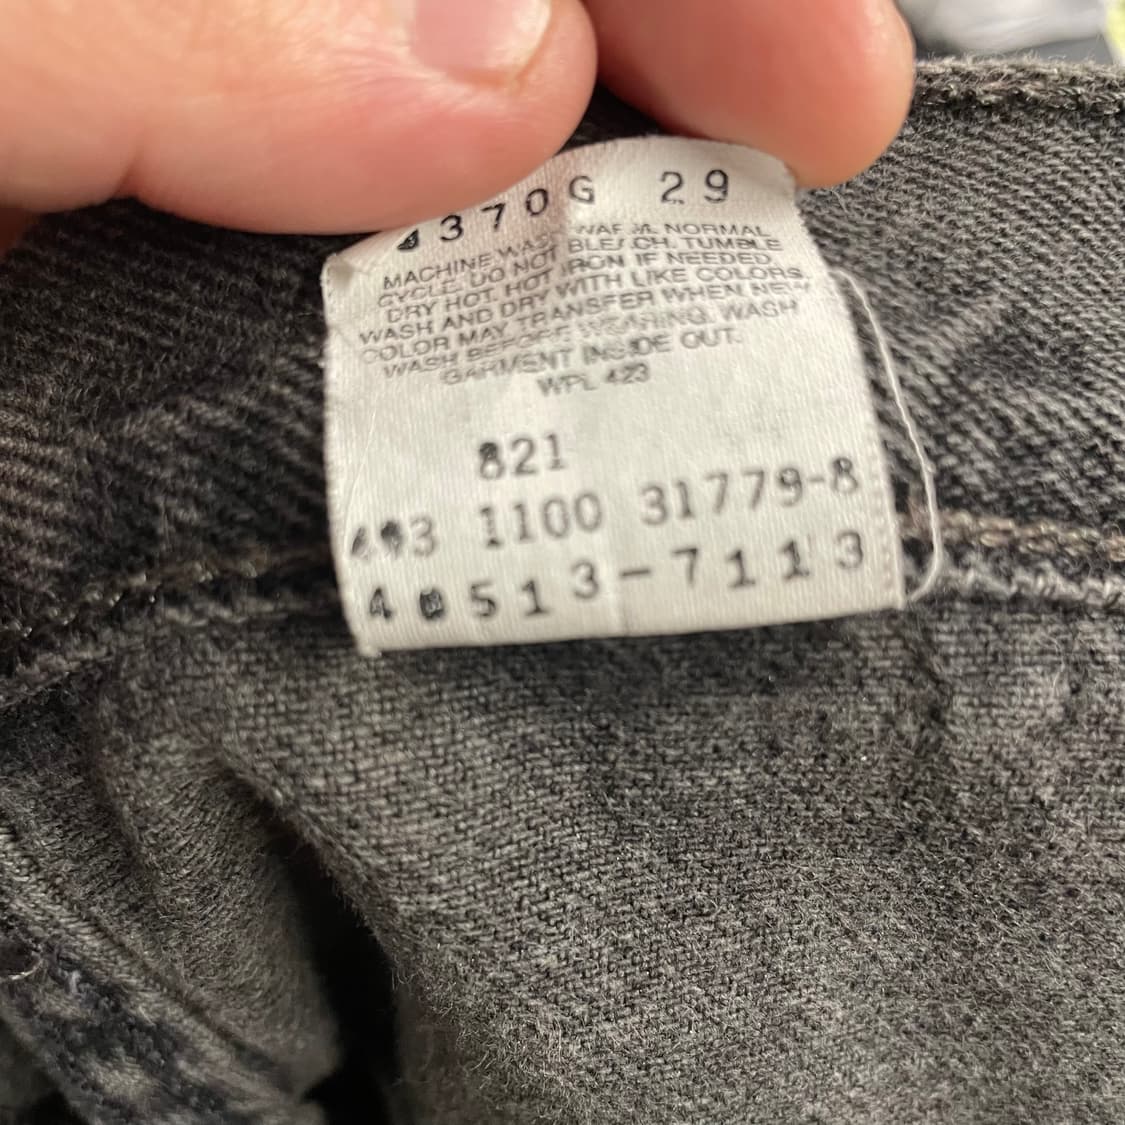 4370G 29
MACHINE WASH WARM. NORMAL
CYCLE. DO NOT BLEACH. TUMBLE
DRY HOT. HOT IRON IF NEEDED.
WASH AND DRY WITH LIKE COLORS
COLOR MAY TRANSFER WHEN NEW
WASH BEFORE WEARING. WASH
GARMENT INSIDE OUT.
WPL 423
821
1100 31779-8
40513-7113